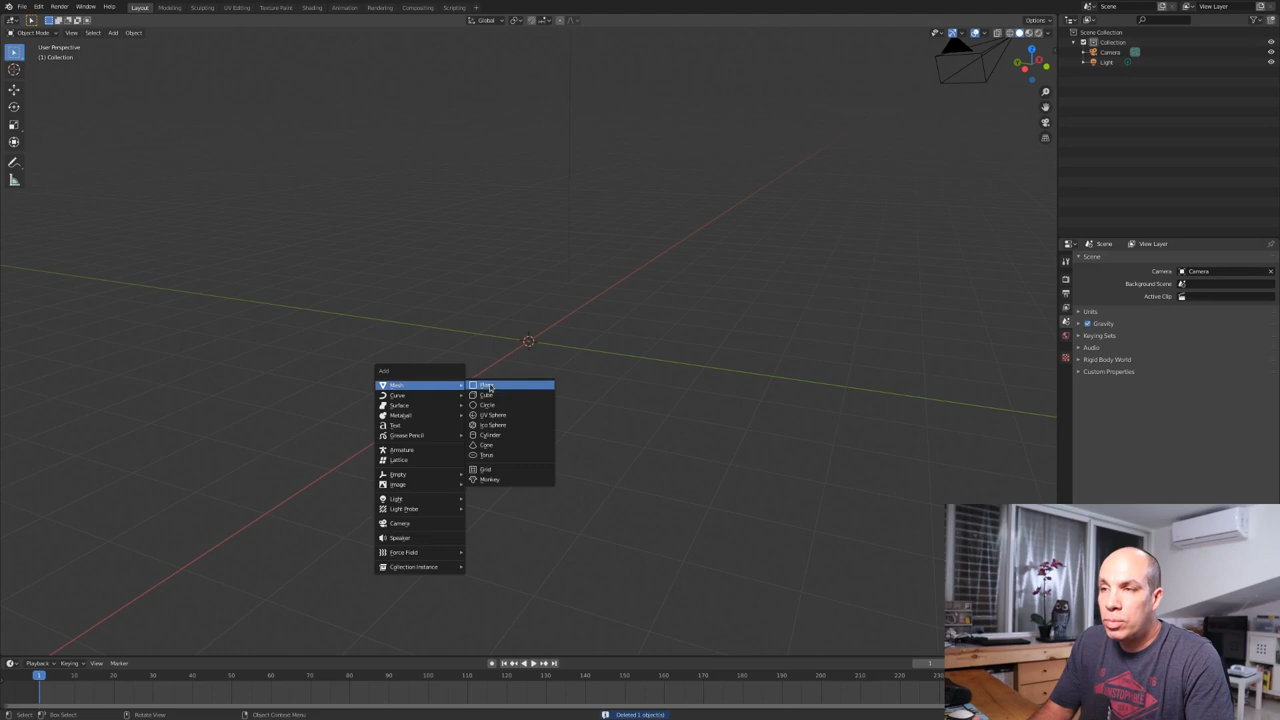 File Edit Render Window Help Layout Modeling Sculpting UV Editing Texture Paint Shading Animation Rendering Compositing Scripting Scene View Layer
Global Options
Object Mode View Select Add Object
User Perspective
(1) Collection
Scene Collection
Collection
Camera
Light
Scene View Layer
Scene
Camera Camera
Background Scene
Active Clip
Units
Gravity
Keying Sets
Audio
Rigid Body World
Custom Properties
Add
Mesh
Curve
Surface
Metaball
Text
Grease Pencil
Armature
Lattice
Empty
Image
Light
Light Probe
Camera
Speaker
Force Field
Collection Instance
Plane
Cube
Circle
UV Sphere
Ico Sphere
Cylinder
Cone
Torus
Grid
Monkey
Playback Keying View Marker 1
1 10 20 30 40 50 60 70 80 90 100 110 120 130 140 150 160 170 180 190 200 210 220 230
Select Box Select Rotate View Object Context Menu Deleted 1 object(s)
UNSTOPPABLE